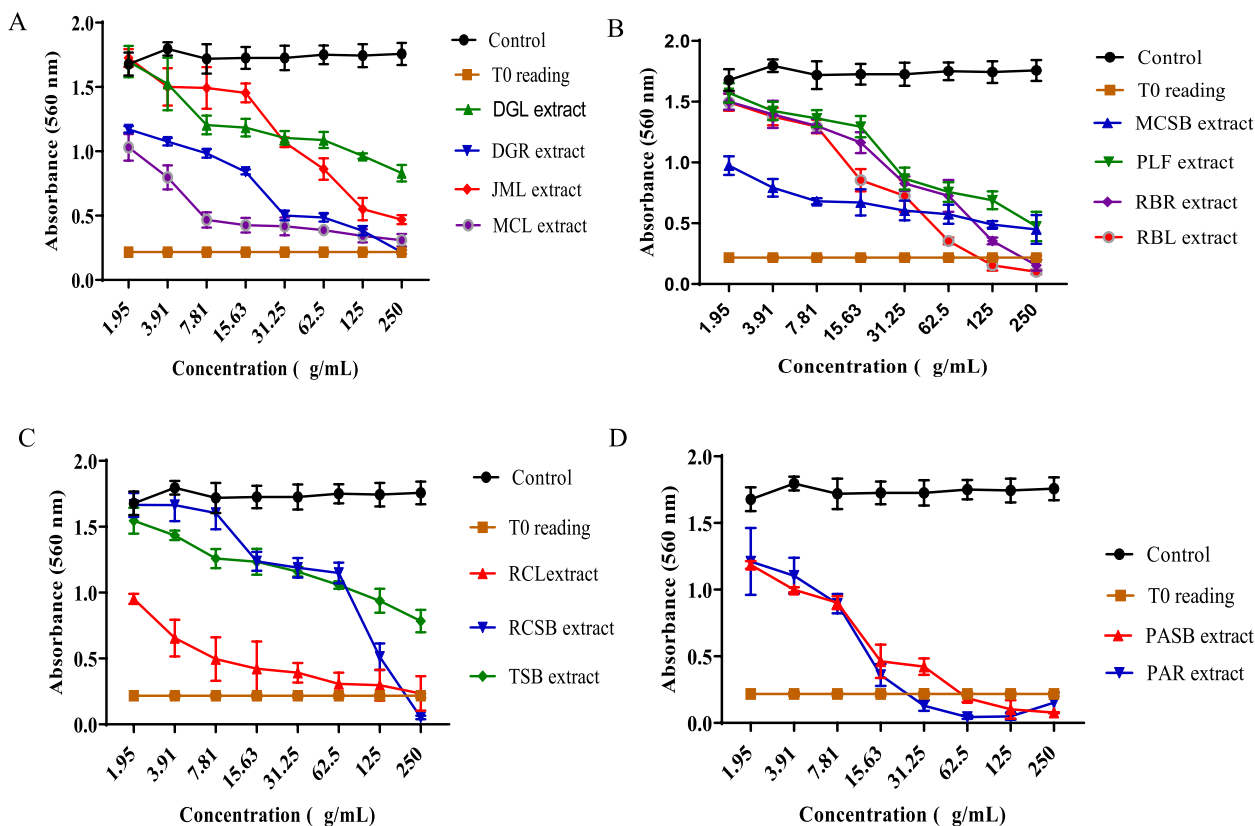 A
Absorbance (560 nm)
2.0
1.5
1.0
0.5
0.0
1.95
3.91
7.81
15.63
31.25
62.5
125
250
Concentration ( g/mL)
Control
T0 reading
DGL extract
DGR extract
JML extract
MCL extract
B
Absorbance (560 nm)
2.0
1.5
1.0
0.5
0.0
1.95
3.91
7.81
15.63
31.25
62.5
125
250
Concentration ( g/mL)
Control
T0 reading
MCSB extract
PLF extract
RBR extract
RBL extract
C
Absorbance (560 nm)
2.0
1.5
1.0
0.5
0.0
1.95
3.91
7.81
15.63
31.25
62.5
125
250
Concentration ( g/mL)
Control
T0 reading
RCLextract
RCSB extract
TSB extract
D
Absorbance (560 nm)
2.0
1.5
1.0
0.5
0.0
1.95
3.91
7.81
15.63
31.25
62.5
125
250
Concentration ( g/mL)
Control
T0 reading
PASB extract
PAR extract